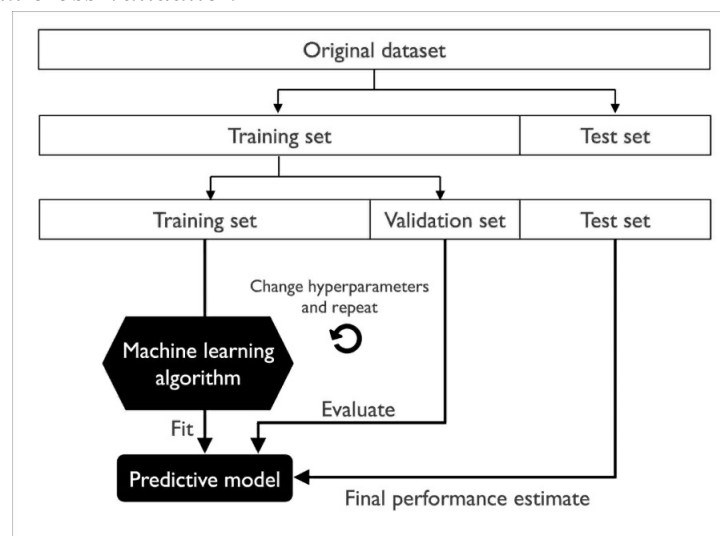 Original dataset
Training set
Test set
Training set
Validation set
Test set
Change hyperparameters
and repeat
Machine learning
algorithm
Evaluate
Fit
Predictive model
Final performance estimate